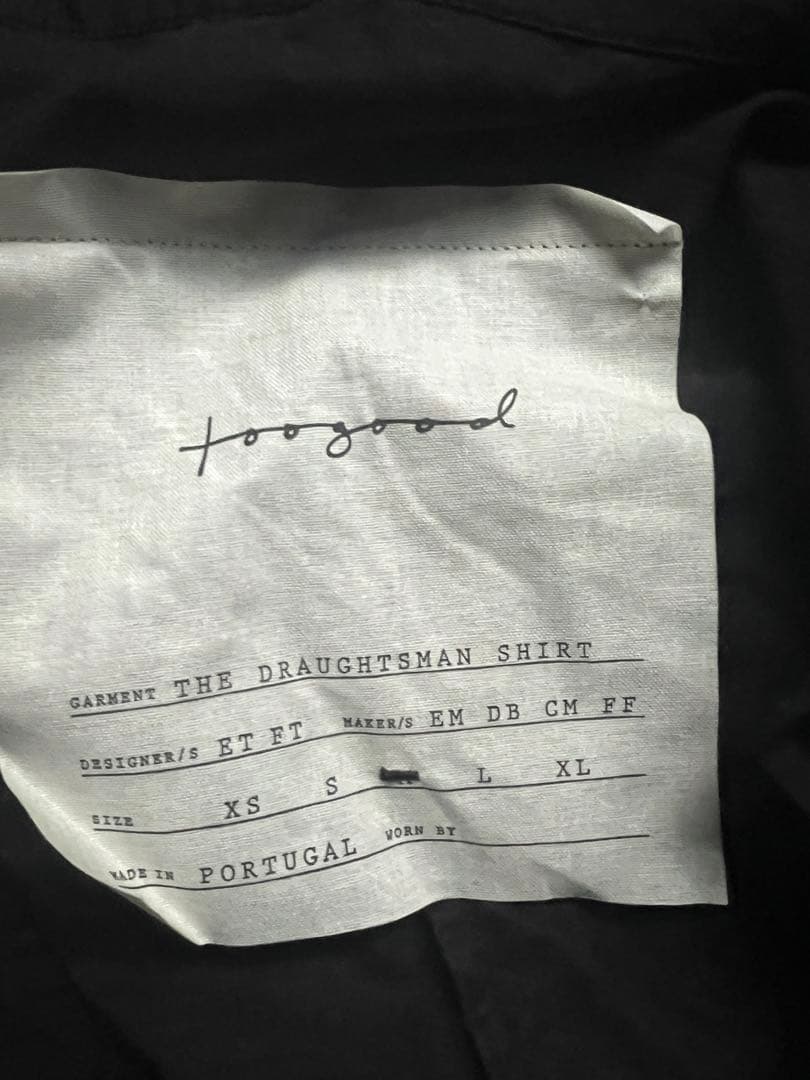 toogood
GARMENT THE DRAUGHTSMAN SHIRT
DESIGNER/S ET FT MAKER/S EM DB CM FF
SIZE XS S L XL
MADE IN PORTUGAL WORN BY